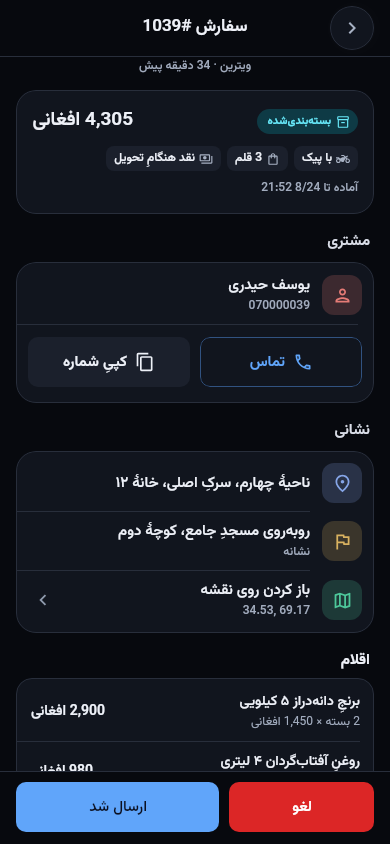 سفارش #1039
ویترین · 34 دقیقه پیش
بسته‌بندی‌شده
4,305 افغانی
با پیک
3 قلم
نقد هنگامِ تحویل
آماده تا 8/24 21:52
مشتری
یوسف حیدری
070000039
تماس
کپیِ شماره
نشانی
ناحیهٔ چهارم، سرکِ اصلی، خانهٔ ۱۲
روبه‌روی مسجدِ جامع، کوچهٔ دوم
نشانه
باز کردن روی نقشه
34.53, 69.17
اقلام
برنجِ دانه‌دراز ۵ کیلویی
2,900 افغانی
2 بسته × 1,450 افغانی
روغنِ آفتاب‌گردان ۴ لیتری
980 افغانی
لغو
ارسال شد